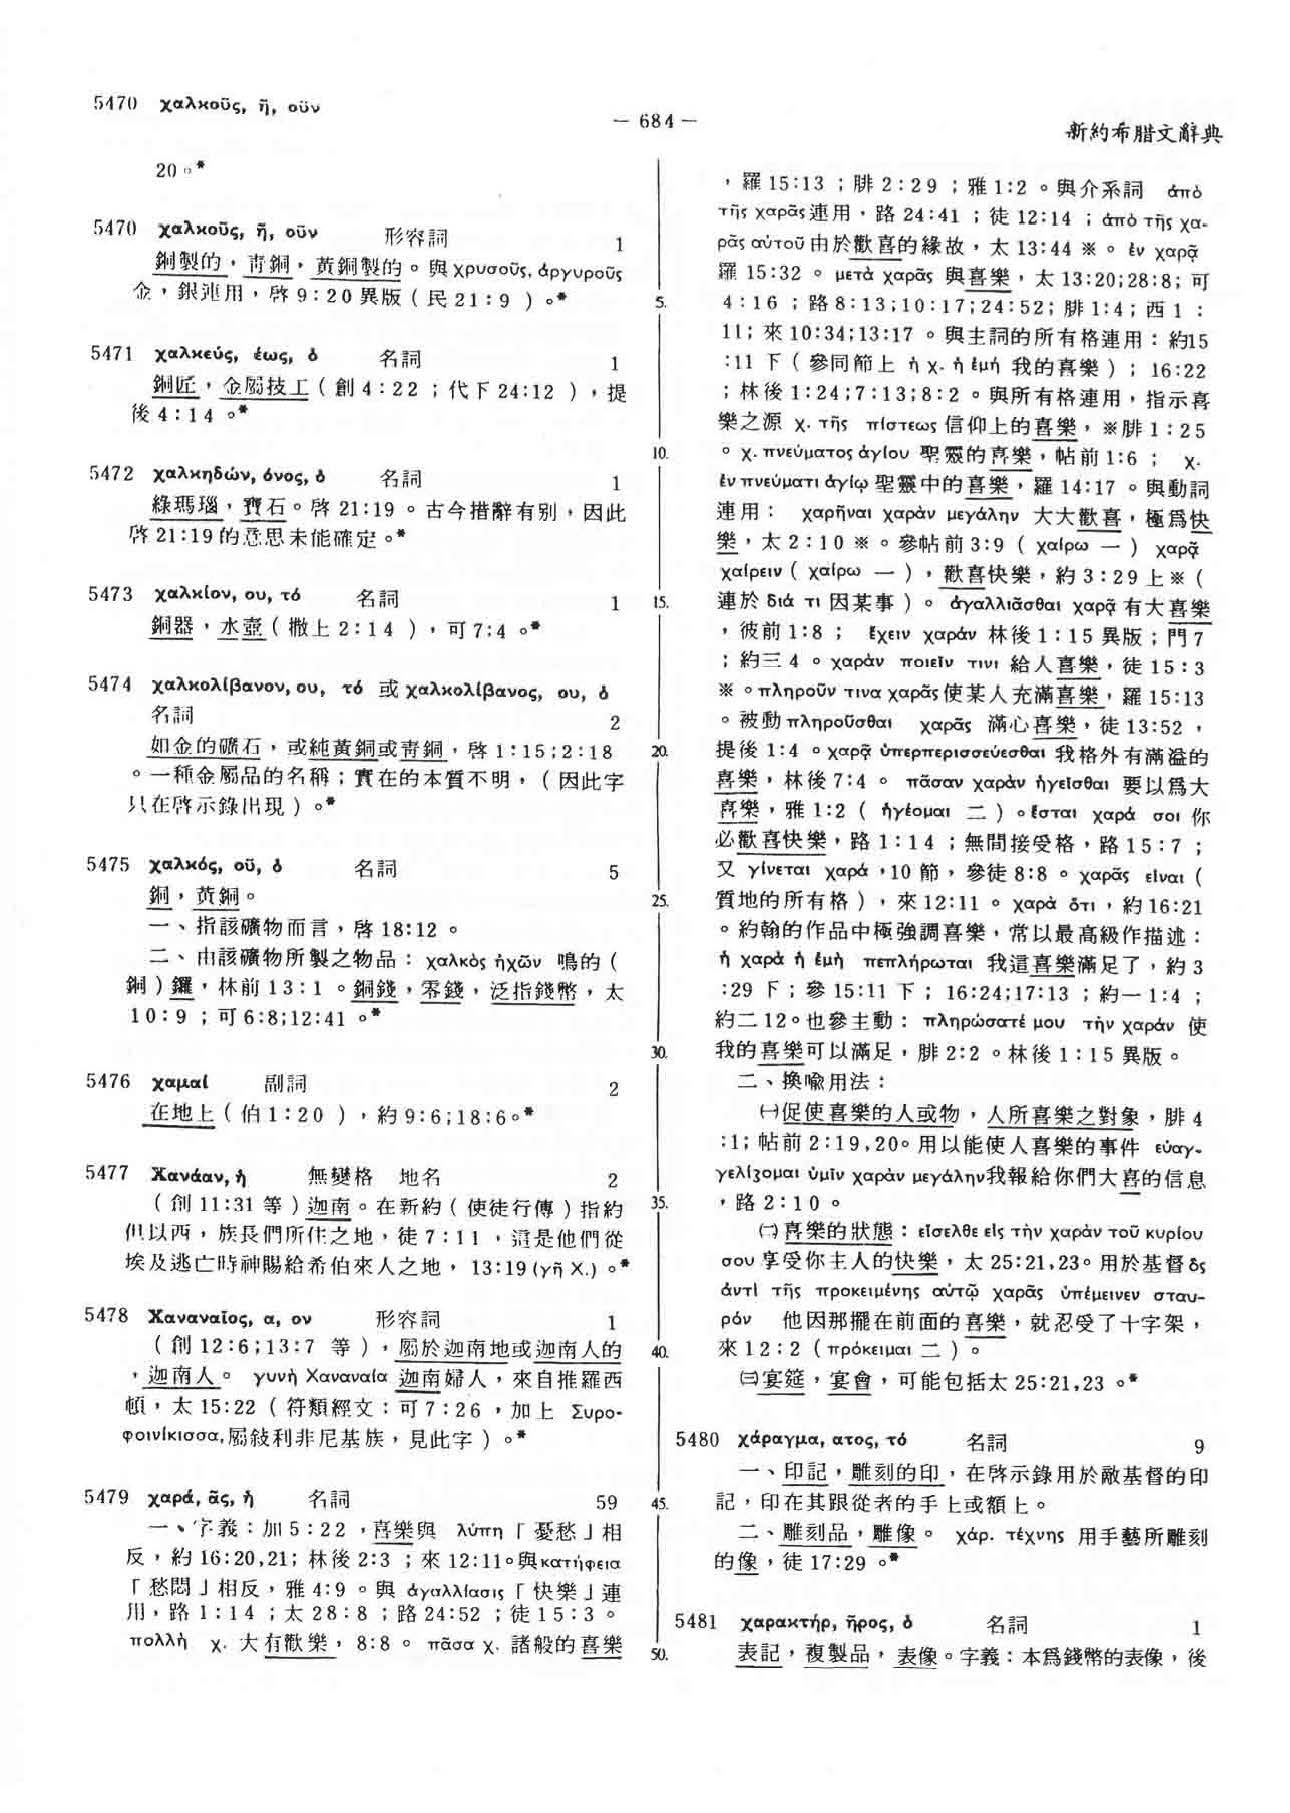 5470 χαλκοῦς, ῆ, οῦν
— 684 —
新約希腊文辭典
20。*
5470 χαλκοῦς, ῆ, οῦν 形容詞 1
銅製的，靑銅，黃銅製的。與 χρυσοῦς, ἀργυροῦς
金，銀連用，啓 9:20 異版（民 21:9 ）。*
5471 χαλκεύς, έως, ὁ 名詞 1
銅匠，金屬技工（創 4:22 ；代下 24:12 ），提
後 4:14 。*
5472 χαλκηδών, όνος, ὁ 名詞 1
綠瑪瑙，寶石。啓 21:19 。古今措辭有別，因此
啓 21:19 的意思未能確定。*
5473 χαλκίον, ου, τό 名詞 1
銅器，水壺（撒上 2:14 ），可 7:4 。*
5474 χαλκολίβανον, ου, τό 或 χαλκολίβανος, ου, ὁ
名詞 2
如金的礦石，或純黃銅或靑銅，啓 1:15;2:18
。一種金屬品的名稱；實在的本質不明，（因此字
只在啓示錄出現）。*
5475 χαλκός, οῦ, ὁ 名詞 5
銅，黃銅。
一、指該礦物而言，啓 18:12 。
二、由該礦物所製之物品： χαλκὸς ἠχῶν 鳴的（
銅）鑼，林前 13:1 。銅錢，零錢，泛指錢幣，太
10:9 ；可 6:8;12:41 。*
5476 χαμαί 副詞 2
在地上（伯 1:20 ），約 9:6;18:6。*
5477 Χανάαν, ἡ 無變格 地名 2
（創 11:31 等）迦南。在新約（使徒行傳）指約
但以西，族長們所住之地，徒 7:11 ，這是他們從
埃及逃亡時神賜給希伯來人之地， 13:19 (γῆ Χ.) 。*
5478 Χαναναῖος, α, ον 形容詞 1
（創 12:6;13:7 等），屬於迦南地或迦南人的
，迦南人。 γυνὴ Χαναναία 迦南婦人，來自推羅西
頓，太 15:22（符類經文：可 7:26 ，加上 Συρο-
φοινίκισσα, 屬敍利非尼基族，見此字）。*
5479 χαρά, ᾶς, ἡ 名詞 59
一、字義：加 5:22 ，喜樂與 λύπη「憂愁」相
反，約 16:20,21; 林後 2:3 ；來 12:11。與 κατήφεια
「愁悶」相反，雅 4:9 。與 ἀγαλλίασις「快樂」連
用，路 1:14 ；太 28:8 ；路 24:52 ；徒 15:3 。
πολλὴ χ. 大有歡樂， 8:8 。 πᾶσα χ. 諸般的喜樂
5.
10.
15.
20.
25.
30.
35.
40.
45.
50.
，羅 15:13 ；腓 2:29 ；雅 1:2 。與介系詞 ἀπὸ
τῆς χαρᾶς 連用，路 24:41 ；徒 12:14 ；ἀπὸ τῆς χα-
ρᾶς αὐτοῦ 由於歡喜的緣故，太 13:44 ※。ἐν χαρᾷ
羅 15:32 。 μετὰ χαρᾶς 與喜樂，太 13:20;28:8; 可
4:16 ；路 8:13;10:17;24:52; 腓 1:4；西 1 :
11; 來 10:34;13:17 。與主詞的所有格連用：約15
:11 下（參同節上 ἡ χ. ἡ ἐμή 我的喜樂）； 16:22
；林後 1:24;7:13;8:2 。與所有格連用，指示喜
樂之源 χ. τῆς πίστεως 信仰上的喜樂，※腓 1:25
。χ. πνεύματος ἁγίου 聖靈的喜樂，帖前 1:6 ； χ.
ἐν πνεύματι ἁγίῳ 聖靈中的喜樂，羅 14:17 。與動詞
連用： χαρῆναι χαρὰν μεγάλην 大大歡喜，極爲快
樂，太 2:10 ※。參帖前 3:9（ χαίρω 一）χαρᾷ
χαίρειν（ χαίρω 一），歡喜快樂，約 3:29 上※（
連於 διά τι 因某事）。 ἀγαλλιᾶσθαι χαρᾷ 有大喜樂
，彼前 1:8 ； ἔχειν χαράν 林後 1:15 異版；門 7
；約三 4 。χαρὰν ποιεῖν τινι 給人喜樂，徒 15:3
※。πληροῦν τινα χαρᾶς 使某人充滿喜樂，羅 15:13
。被動 πληροῦσθαι χαρᾶς 滿心喜樂，徒 13:52 ，
提後 1:4 。χαρᾷ ὑπερπερισσεύεσθαι 我格外有滿溢的
喜樂，林後 7:4 。 πᾶσαν χαρὰν ἡγεῖσθαι 要以爲大
喜樂，雅 1:2（ ἡγέομαι 二）。ἔσται χαρά σοι 你
必歡喜快樂，路 1:14 ；無間接受格，路 15:7 ；
又 γίνεται χαρά ，10 節，參徒 8:8 。χαρᾶς εἶναι（
質地的所有格），來 12:11 。 χαρὰ ὅτι ，約 16:21
。約翰的作品中極強調喜樂，常以最高級作描述：
ἡ χαρὰ ἡ ἐμὴ πεπλήρωται 我這喜樂滿足了，約 3
:29 下；參 15:11 下； 16:24;17:13 ；約一 1:4 ；
約二 12。也參主動： πληρώσατέ μου τὴν χαράν 使
我的喜樂可以滿足，腓 2:2 。林後 1:15 異版。
二、換喩用法：
㈠促使喜樂的人或物，人所喜樂之對象，腓 4
:1; 帖前 2:19,20。用以能使人喜樂的事件 εὐαγ-
γελίζομαι ὑμῖν χαρὰν μεγάλην 我報給你們大喜的信息
，路 2:10 。
㈡喜樂的狀態： εἴσελθε εἰς τὴν χαρὰν τοῦ κυρίου
σου 享受你主人的快樂，太 25:21,23。用於基督 ὃς
ἀντὶ τῆς προκειμένης αὐτῷ χαρᾶς ὑπέμεινεν σταυ-
ρόν 他因那擺在前面的喜樂，就忍受了十字架，
來 12:2（ πρόκειμαι 二）。
㈢宴筵，宴會，可能包括太 25:21,23 。*
5480 χάραγμα, ατος, τό 名詞 9
一、印記，雕刻的印，在啓示錄用於敵基督的印
記，印在其跟從者的手上或額上。
二、雕刻品，雕像。 χάρ. τέχνης 用手藝所雕刻
的像，徒 17:29 。*
5481 χαρακτήρ, ῆρος, ὁ 名詞 1
表記，複製品，表像。字義：本爲錢幣的表像，後